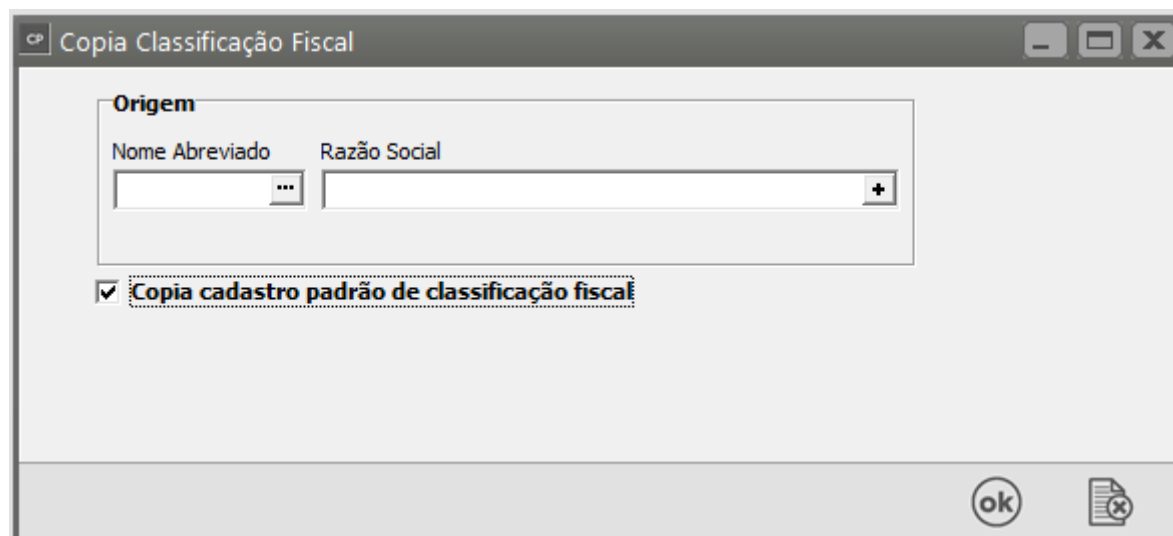 CP Copia Classificação Fiscal
Origem
Nome Abreviado Razão Social
Copia cadastro padrão de classificação fiscal
ok